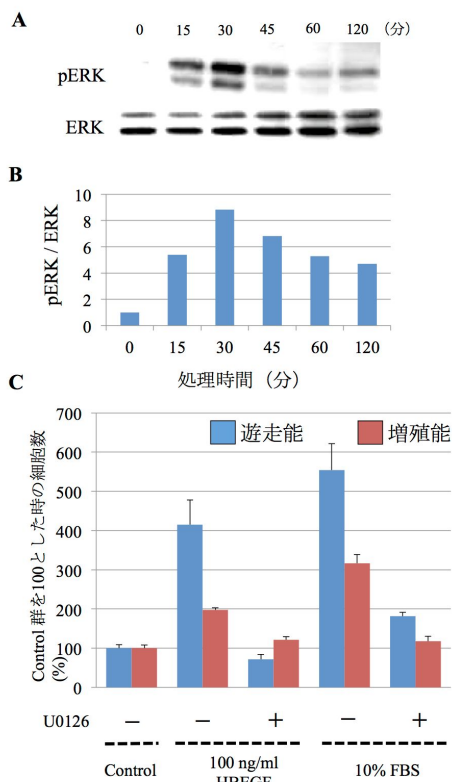 A
0 15 30 45 60 120 (分)
pERK
ERK
B
10
8
6
4
2
0
pERK / ERK
0 15 30 45 60 120
処理時間（分）
C
700
600
500
400
300
200
100
0
Control 群を100とした時の細胞数
(%)
遊走能 増殖能
U0126 − − + − +
Control 100 ng/ml 10% FBS
HBEGF